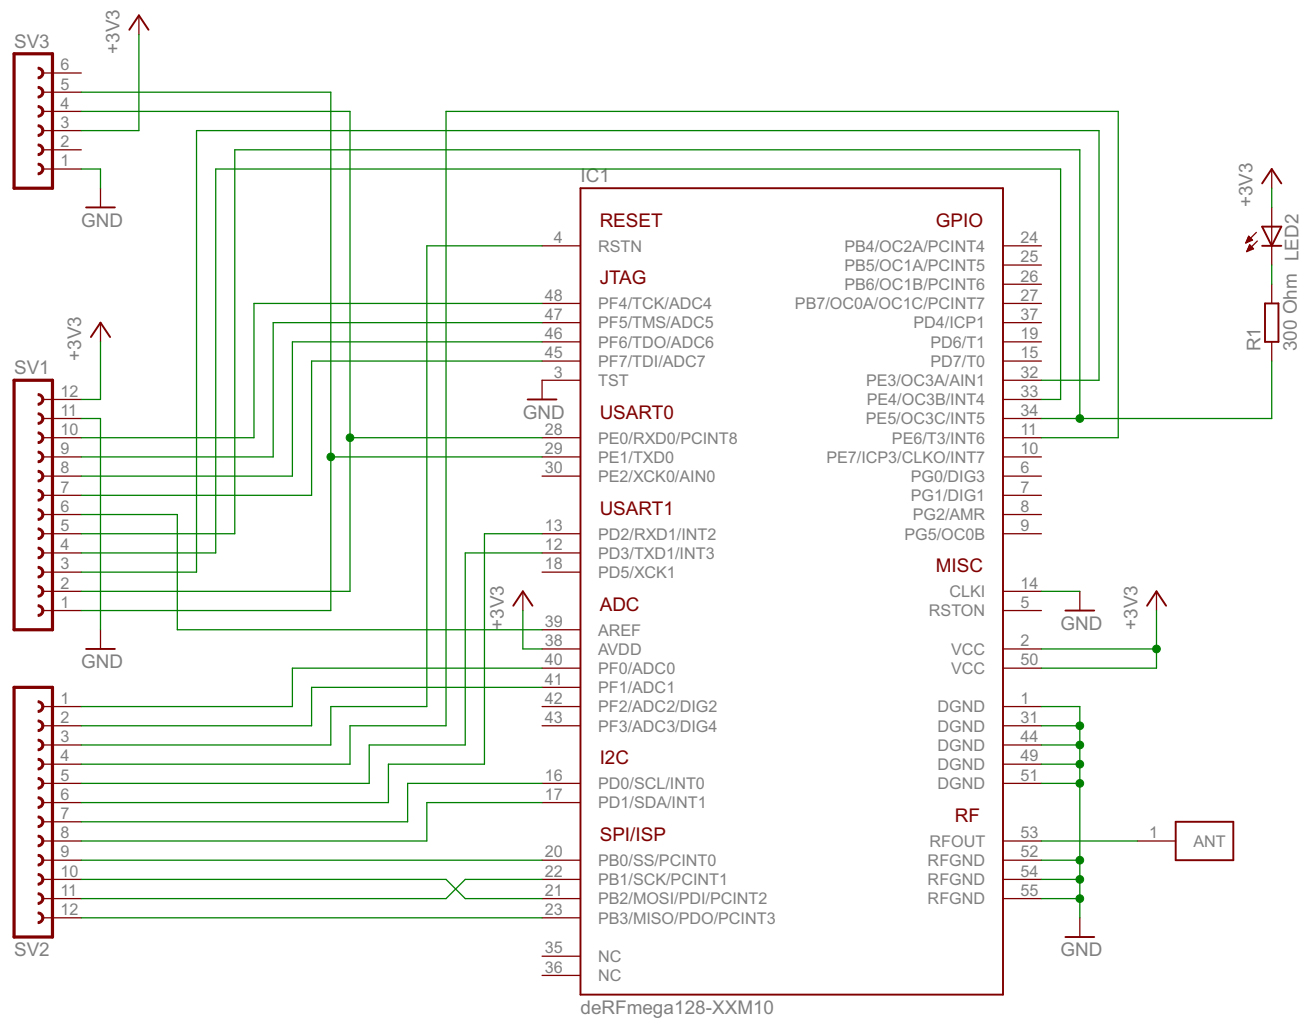 +3V3
SV3
6
5
4
3
2
1
GND
+3V3
SV1
12
11
10
9
8
7
6
5
4
3
2
1
GND
1
2
3
4
5
6
7
8
9
10
11
12
SV2
IC1
RESET
4 RSTN
JTAG
48 PF4/TCK/ADC4
47 PF5/TMS/ADC5
46 PF6/TDO/ADC6
45 PF7/TDI/ADC7
3 TST
GND
USART0
28 PE0/RXD0/PCINT8
29 PE1/TXD0
30 PE2/XCK0/AIN0
USART1
13 PD2/RXD1/INT2
12 PD3/TXD1/INT3
18 PD5/XCK1
+3V3
ADC
39 AREF
38 AVDD
40 PF0/ADC0
41 PF1/ADC1
42 PF2/ADC2/DIG2
43 PF3/ADC3/DIG4
I2C
16 PD0/SCL/INT0
17 PD1/SDA/INT1
SPI/ISP
20 PB0/SS/PCINT0
22 PB1/SCK/PCINT1
21 PB2/MOSI/PDI/PCINT2
23 PB3/MISO/PDO/PCINT3
35 NC
36 NC
GPIO
PB4/OC2A/PCINT4 24
PB5/OC1A/PCINT5 25
PB6/OC1B/PCINT6 26
PB7/OC0A/OC1C/PCINT7 27
PD4/ICP1 37
PD6/T1 19
PD7/T0 15
PE3/OC3A/AIN1 32
PE4/OC3B/INT4 33
PE5/OC3C/INT5 34
PE6/T3/INT6 11
PE7/ICP3/CLKO/INT7 10
PG0/DIG3 6
PG1/DIG1 7
PG2/AMR 8
PG5/OC0B 9
MISC
CLKI 14
RSTON 5
GND
+3V3
VCC 2
VCC 50
DGND 1
DGND 31
DGND 44
DGND 49
DGND 51
RF
RFOUT 53
RFGND 52
RFGND 54
RFGND 55
1 ANT
GND
deRFmega128-XXM10
+3V3
LED2
R1
300 Ohm